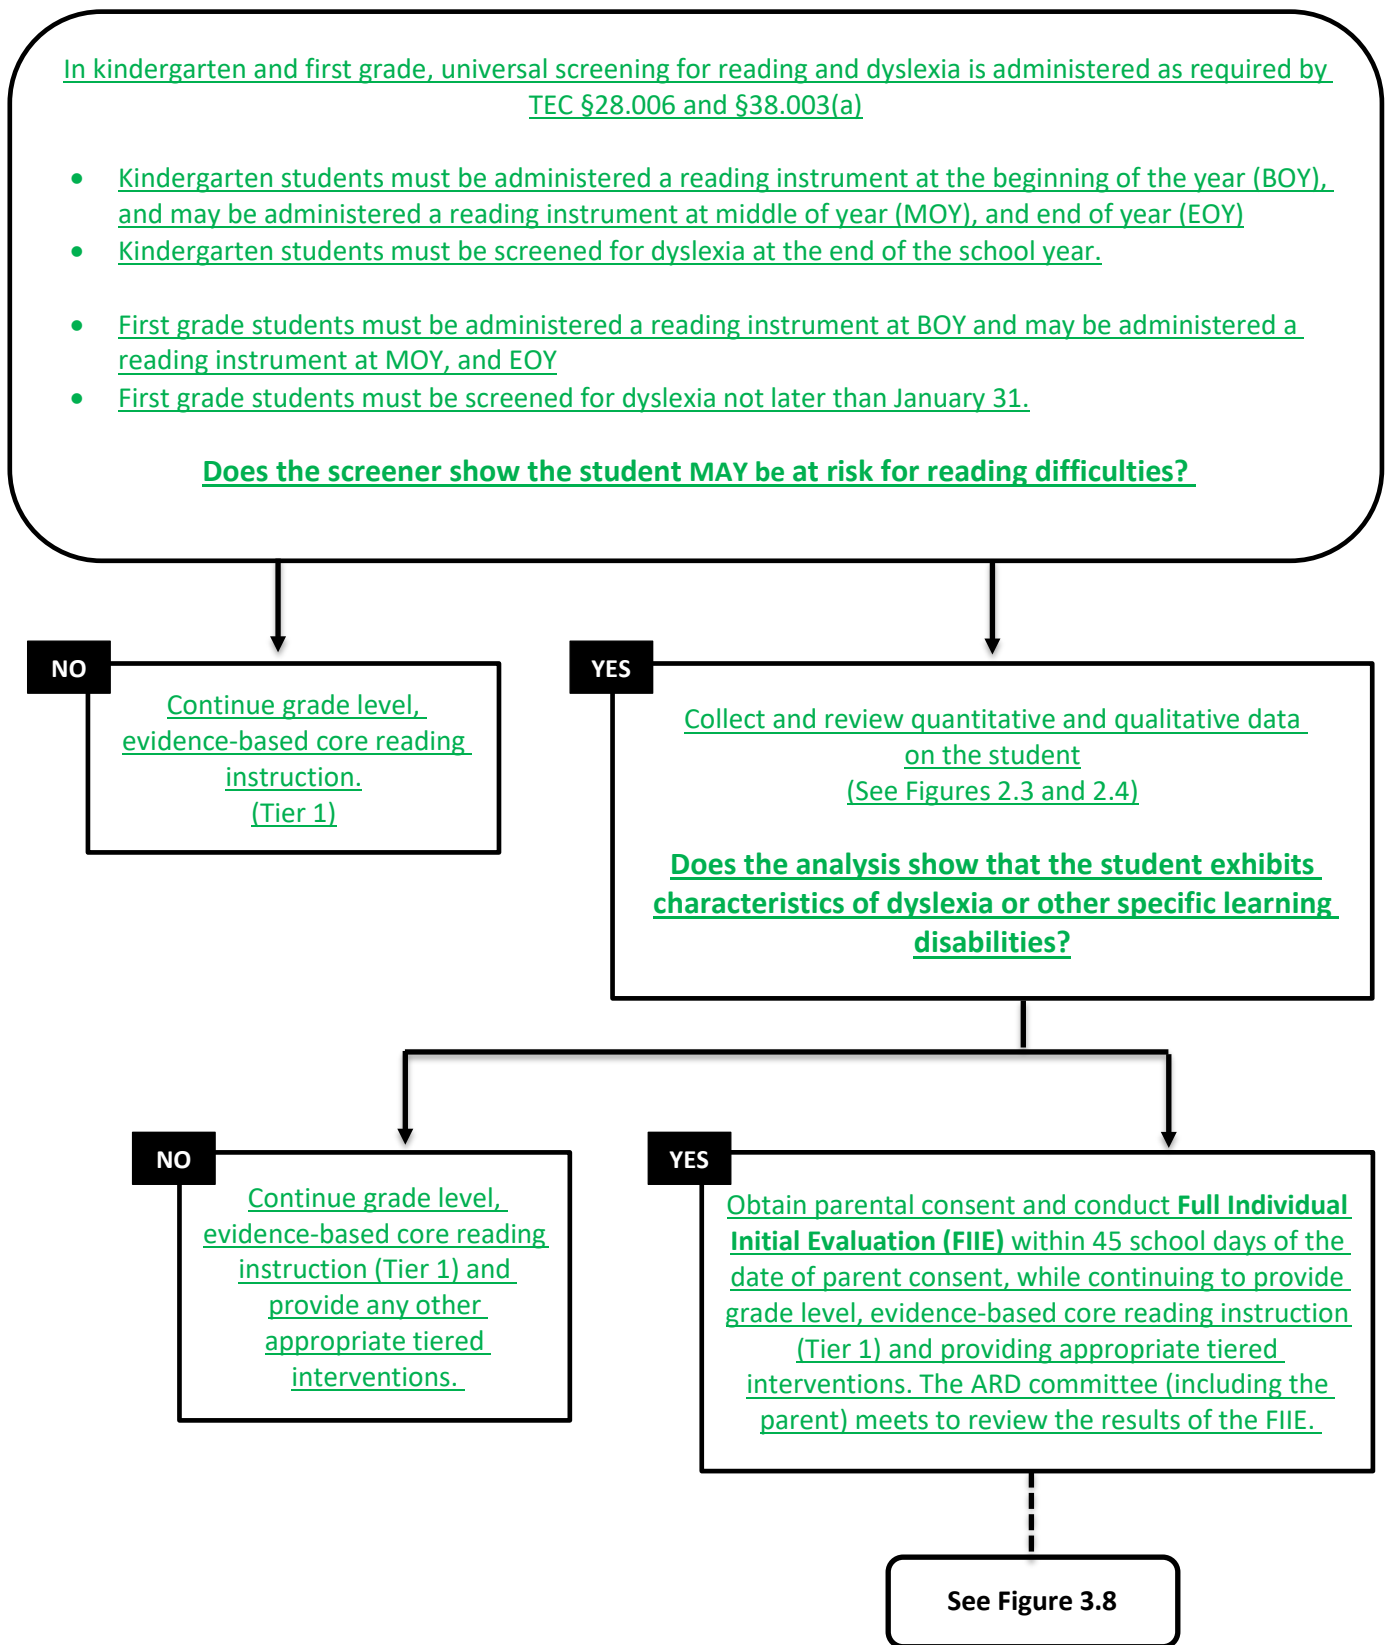 In kindergarten and first grade, universal screening for reading and dyslexia is administered as required by
TEC §28.006 and §38.003(a)
• Kindergarten students must be administered a reading instrument at the beginning of the year (BOY),
and may be administered a reading instrument at middle of year (MOY), and end of year (EOY)
• Kindergarten students must be screened for dyslexia at the end of the school year.
• First grade students must be administered a reading instrument at BOY and may be administered a
reading instrument at MOY, and EOY
• First grade students must be screened for dyslexia not later than January 31.
Does the screener show the student MAY be at risk for reading difficulties?
NO
Continue grade level,
evidence-based core reading
instruction.
(Tier 1)
YES
Collect and review quantitative and qualitative data
on the student
(See Figures 2.3 and 2.4)
Does the analysis show that the student exhibits
characteristics of dyslexia or other specific learning
disabilities?
NO
Continue grade level,
evidence-based core reading
instruction (Tier 1) and
provide any other
appropriate tiered
interventions.
YES
Obtain parental consent and conduct Full Individual
Initial Evaluation (FIIE) within 45 school days of the
date of parent consent, while continuing to provide
grade level, evidence-based core reading instruction
(Tier 1) and providing appropriate tiered
interventions. The ARD committee (including the
parent) meets to review the results of the FIIE.
See Figure 3.8